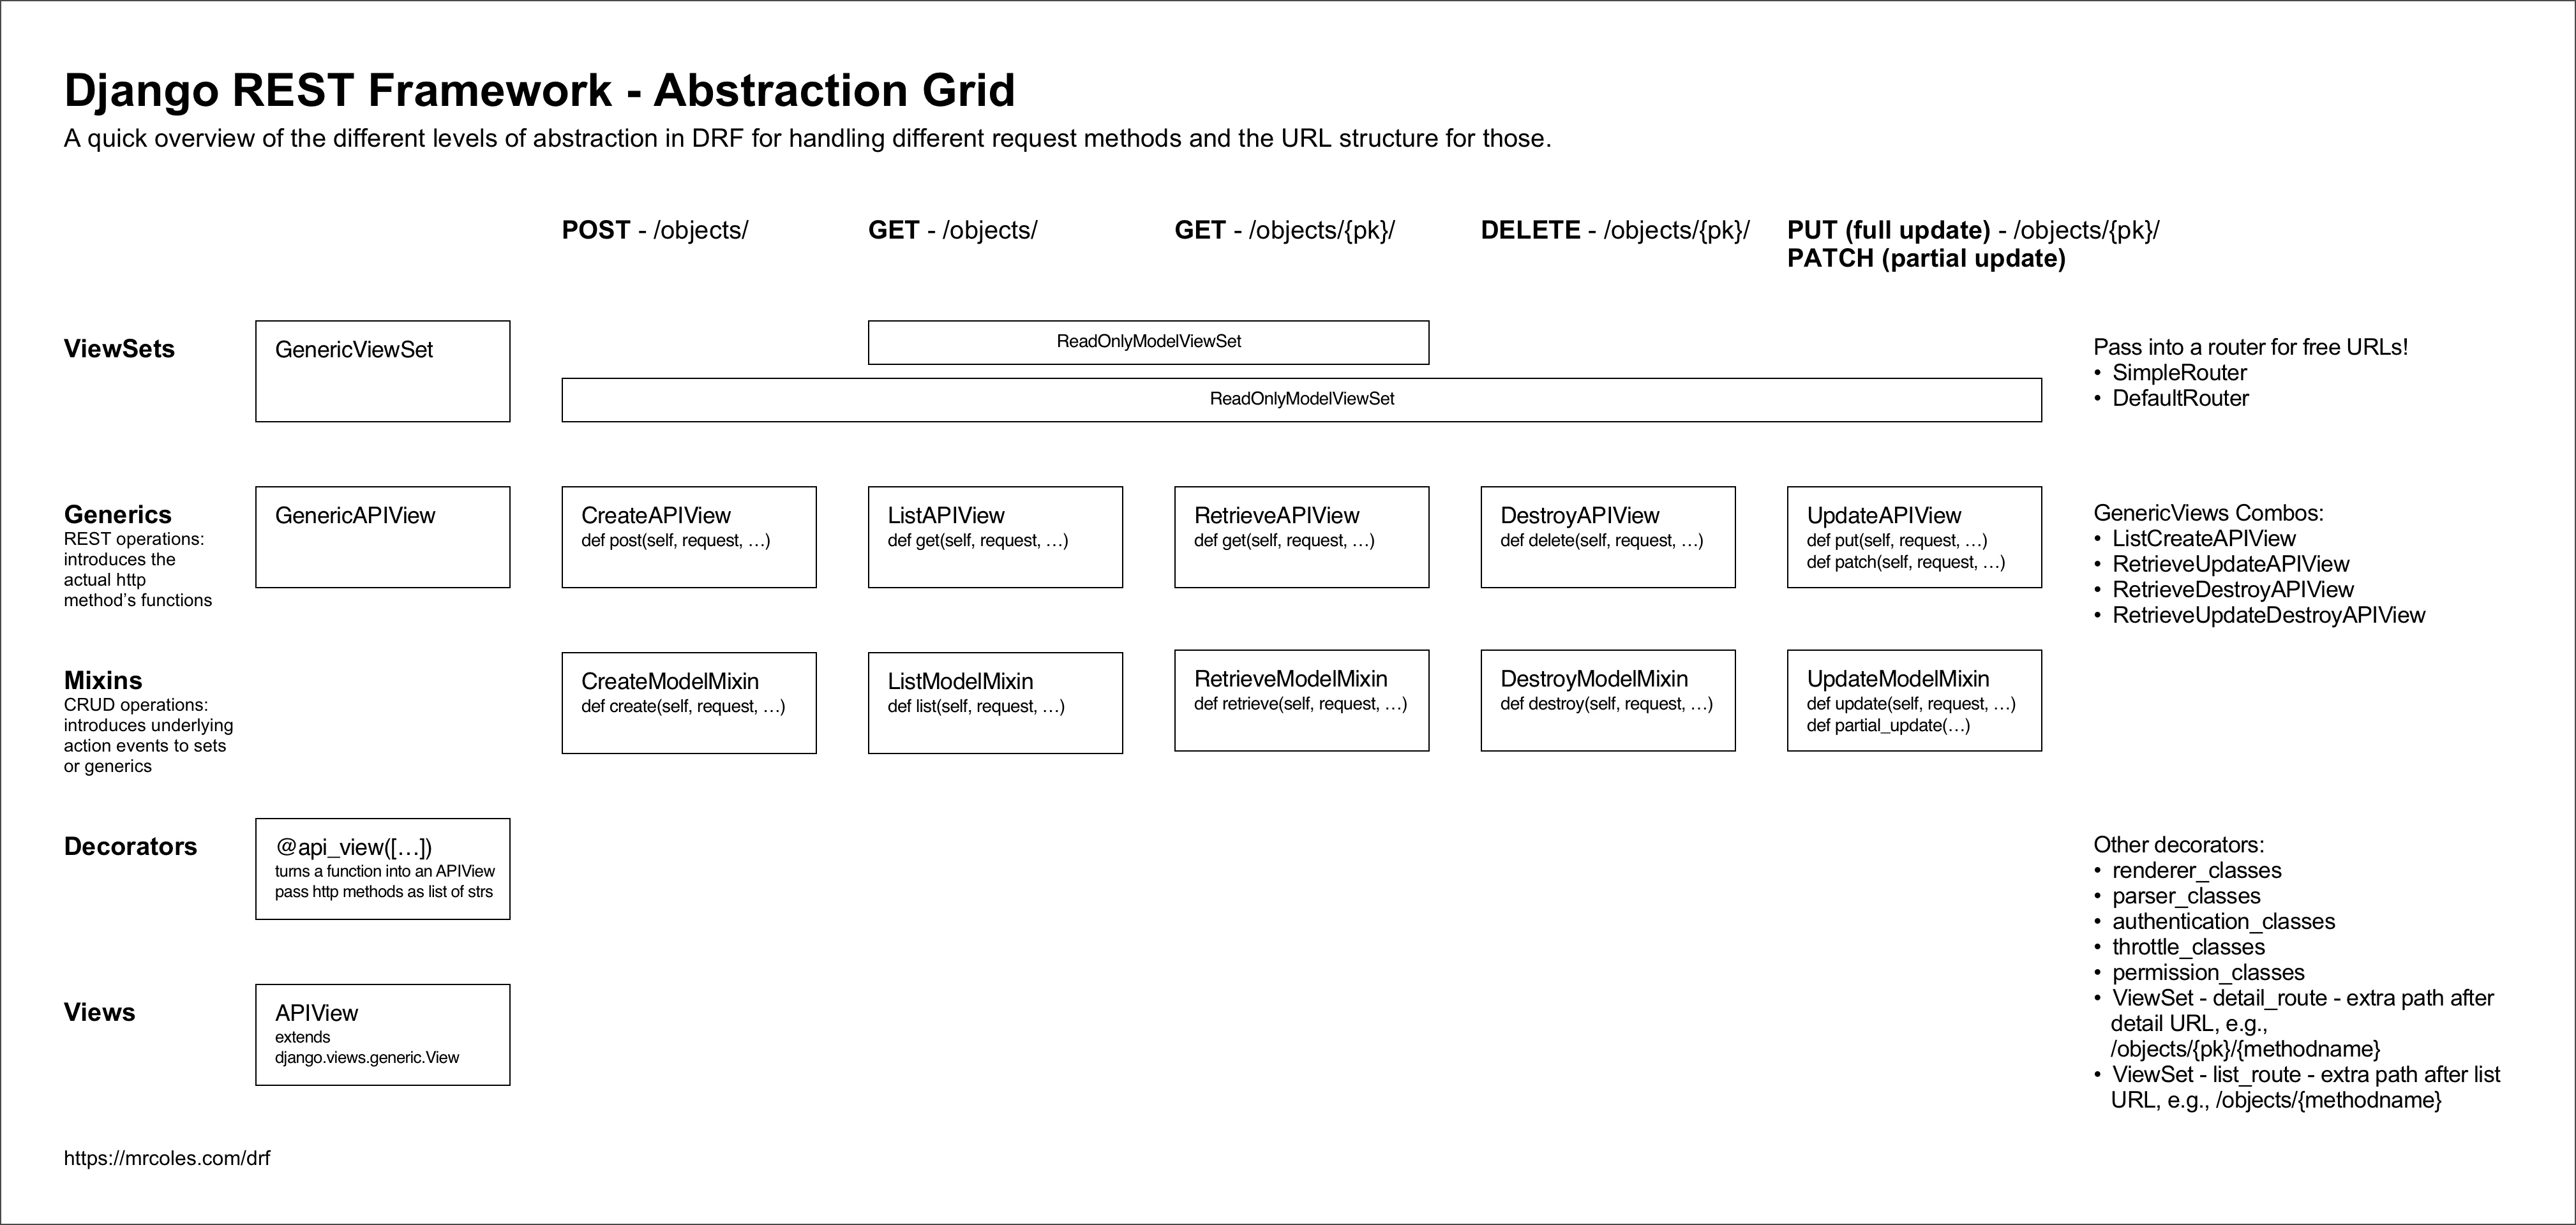 Django REST Framework - Abstraction Grid
A quick overview of the different levels of abstraction in DRF for handling different request methods and the URL structure for those.
POST - /objects/
GET - /objects/
GET - /objects/{pk}/
DELETE - /objects/{pk}/
PUT (full update) - /objects/{pk}/
PATCH (partial update)
ViewSets
GenericViewSet
ReadOnlyModelViewSet
ReadOnlyModelViewSet
Pass into a router for free URLs!
• SimpleRouter
• DefaultRouter
Generics
REST operations:
introduces the
actual http
method’s functions
GenericAPIView
CreateAPIView
def post(self, request, …)
ListAPIView
def get(self, request, …)
RetrieveAPIView
def get(self, request, …)
DestroyAPIView
def delete(self, request, …)
UpdateAPIView
def put(self, request, …)
def patch(self, request, …)
GenericViews Combos:
• ListCreateAPIView
• RetrieveUpdateAPIView
• RetrieveDestroyAPIView
• RetrieveUpdateDestroyAPIView
Mixins
CRUD operations:
introduces underlying
action events to sets
or generics
CreateModelMixin
def create(self, request, …)
ListModelMixin
def list(self, request, …)
RetrieveModelMixin
def retrieve(self, request, …)
DestroyModelMixin
def destroy(self, request, …)
UpdateModelMixin
def update(self, request, …)
def partial_update(…)
Decorators
@api_view([…])
turns a function into an APIView
pass http methods as list of strs
Other decorators:
• renderer_classes
• parser_classes
• authentication_classes
• throttle_classes
• permission_classes
• ViewSet - detail_route - extra path after
detail URL, e.g.,
/objects/{pk}/{methodname}
• ViewSet - list_route - extra path after list
URL, e.g., /objects/{methodname}
Views
APIView
extends
django.views.generic.View
https://mrcoles.com/drf